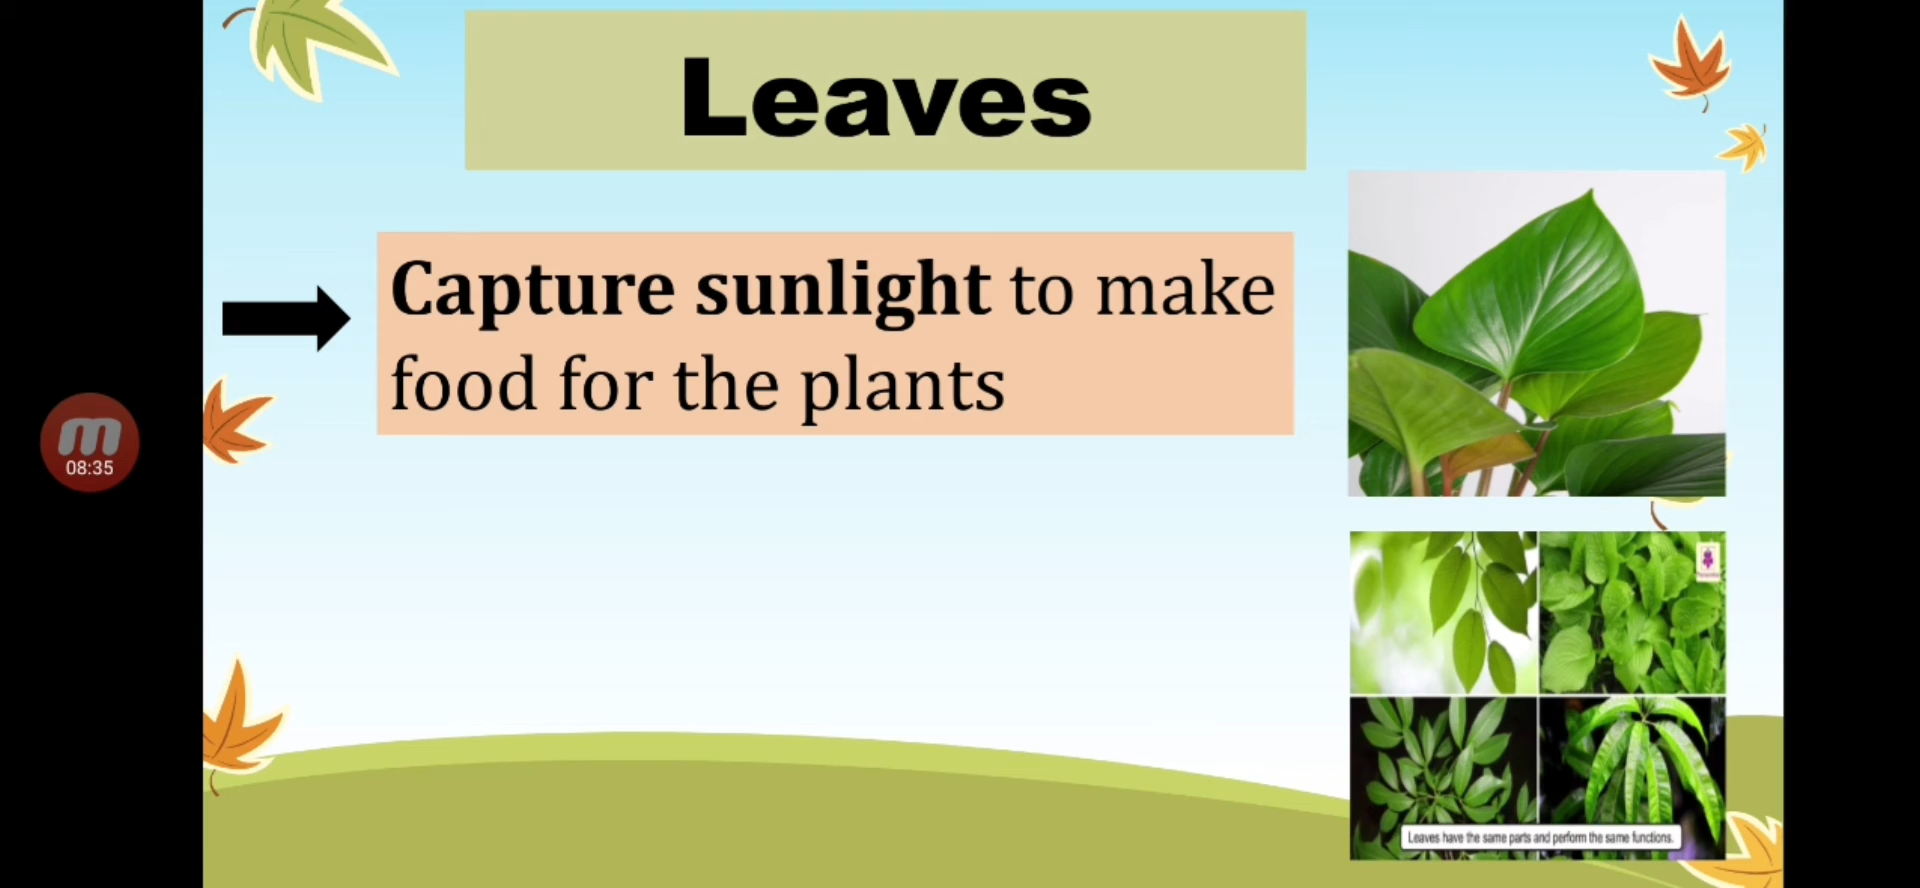 Leaves
Capture sunlight to make
food for the plants
08:35
Leaves have the same parts and perform the same functions.